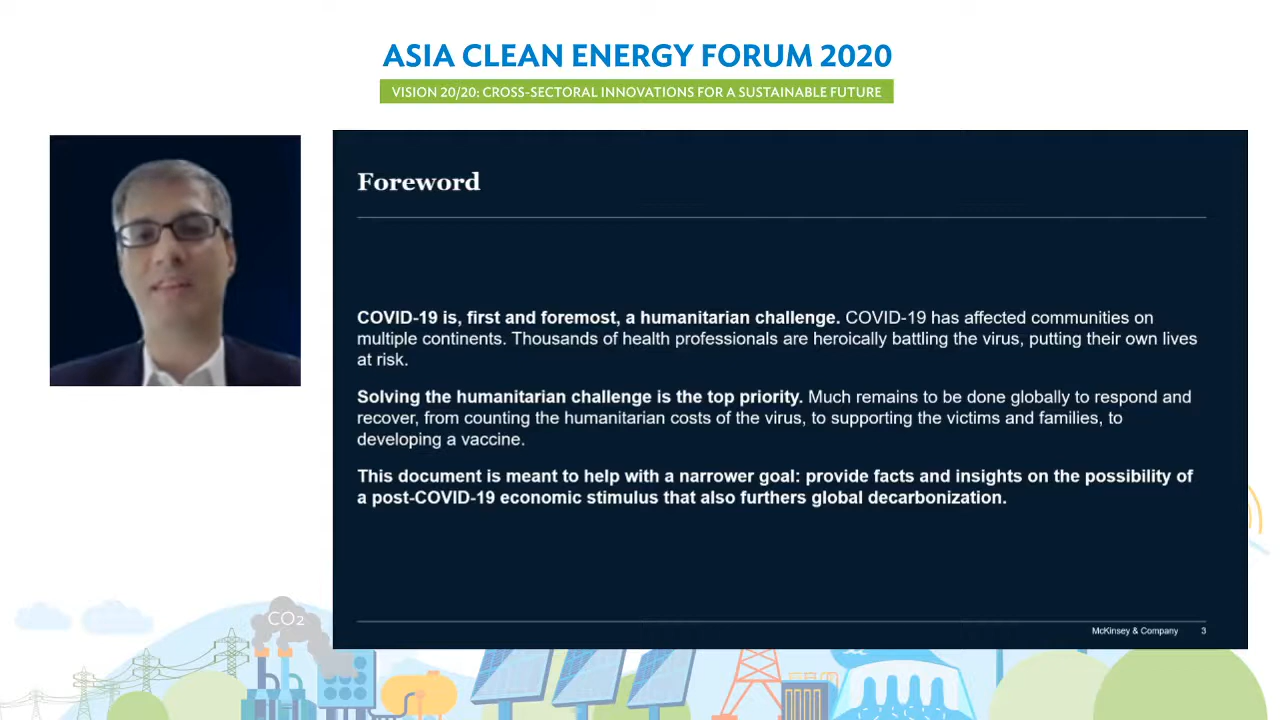 ASIA CLEAN ENERGY FORUM 2020
VISION 20/20: CROSS-SECTORAL INNOVATIONS FOR A SUSTAINABLE FUTURE
Foreword
COVID-19 is, first and foremost, a humanitarian challenge. COVID-19 has affected communities on
multiple continents. Thousands of health professionals are heroically battling the virus, putting their own lives
at risk.
Solving the humanitarian challenge is the top priority. Much remains to be done globally to respond and
recover, from counting the humanitarian costs of the virus, to supporting the victims and families, to
developing a vaccine.
This document is meant to help with a narrower goal: provide facts and insights on the possibility of
a post-COVID-19 economic stimulus that also furthers global decarbonization.
CO2
McKinsey & Company 3